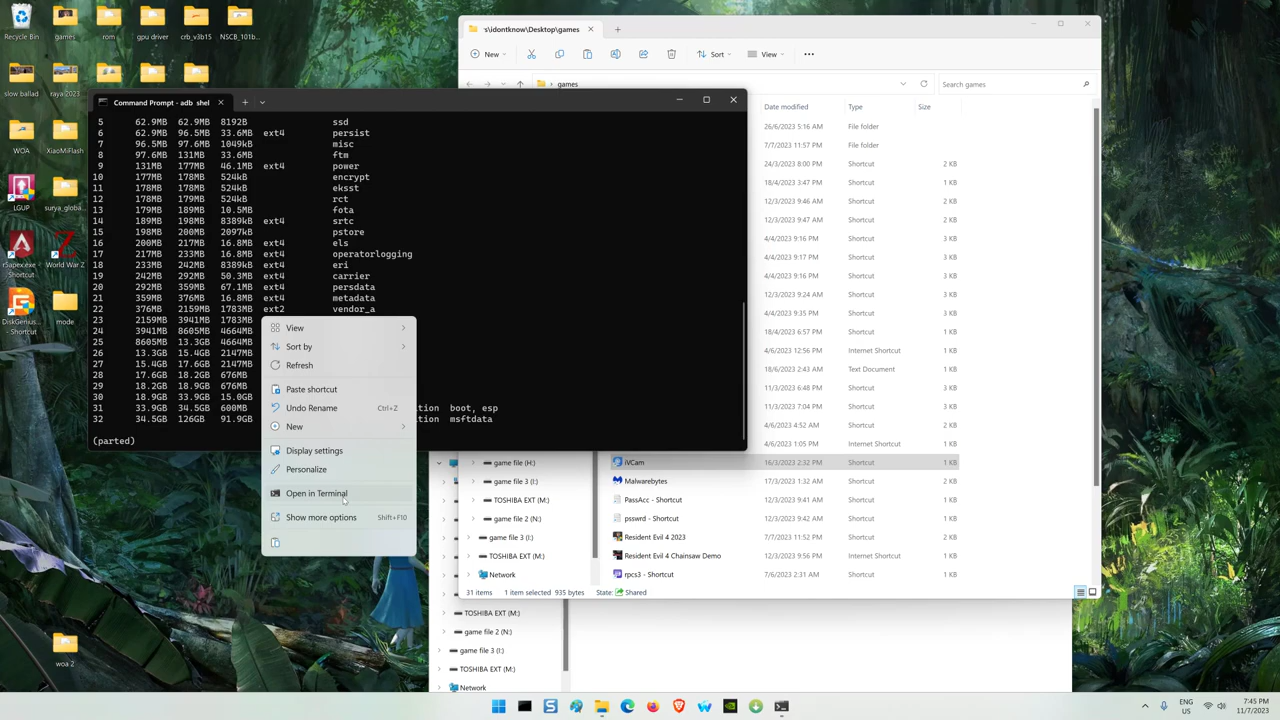 Recycle Bin
games
rom
gpu driver
crb_v3b15
NSCB_101b...
slow ballad
raya 2023
WOA
XiaoMiFlash
LGUP
surya_globa...
r5apex.exe - Shortcut
World War Z
DiskGenius... - Shortcut
mode
woa 2
Command Prompt - adb shel
5 62.9MB 62.9MB 8192B ssd
6 62.9MB 96.5MB 33.6MB ext4 persist
7 96.5MB 97.6MB 1049kB misc
8 97.6MB 131MB 33.6MB ftm
9 131MB 177MB 46.1MB ext4 power
10 177MB 178MB 524kB encrypt
11 178MB 178MB 524kB eksst
12 178MB 179MB 524kB rct
13 179MB 189MB 10.5MB fota
14 189MB 198MB 8389kB ext4 srtc
15 198MB 200MB 2097kB pstore
16 200MB 217MB 16.8MB ext4 els
17 217MB 233MB 16.8MB ext4 operatorlogging
18 233MB 242MB 8389kB ext4 eri
19 242MB 292MB 50.3MB ext4 carrier
20 292MB 359MB 67.1MB ext4 persdata
21 359MB 376MB 16.8MB ext4 metadata
22 376MB 2159MB 1783MB ext2 vendor_a
23 2159MB 3941MB 1783MB
24 3941MB 8605MB 4664MB
25 8605MB 13.3GB 4664MB
26 13.3GB 15.4GB 2147MB
27 15.4GB 17.6GB 2147MB
28 17.6GB 18.2GB 676MB
29 18.2GB 18.9GB 676MB
30 18.9GB 33.9GB 15.0GB
31 33.9GB 34.5GB 600MB tion boot, esp
32 34.5GB 126GB 91.9GB tion msftdata
(parted)
View
Sort by
Refresh
Paste shortcut
Undo Rename Ctrl+Z
New
Display settings
Personalize
Open in Terminal
Show more options Shift+F10
s\idontknow\Desktop\games
New Sort View
games
Search games
Date modified Type Size
26/6/2023 5:16 AM File folder
7/7/2023 11:57 PM File folder
24/3/2023 8:00 PM Shortcut 2 KB
18/4/2023 3:47 PM Shortcut 1 KB
12/3/2023 9:46 AM Shortcut 2 KB
12/3/2023 9:47 AM Shortcut 2 KB
4/4/2023 9:16 PM Shortcut 3 KB
4/4/2023 9:17 PM Shortcut 3 KB
4/4/2023 9:16 PM Shortcut 3 KB
12/3/2023 9:24 AM Shortcut 3 KB
4/4/2023 9:35 PM Shortcut 3 KB
18/4/2023 6:57 PM Shortcut 1 KB
4/6/2023 12:56 PM Internet Shortcut 1 KB
18/6/2023 2:43 AM Text Document 1 KB
11/3/2023 6:48 PM Shortcut 1 KB
11/3/2023 7:04 PM Shortcut 1 KB
4/6/2023 4:52 AM Shortcut 2 KB
4/6/2023 1:05 PM Internet Shortcut 1 KB
iVCam 16/3/2023 2:32 PM Shortcut 1 KB
Malwarebytes 17/3/2023 1:32 AM Shortcut 2 KB
PassAcc - Shortcut 12/3/2023 9:41 AM Shortcut 1 KB
psswrd - Shortcut 12/3/2023 9:42 AM Shortcut 1 KB
Resident Evil 4 2023 7/7/2023 11:52 PM Shortcut 2 KB
Resident Evil 4 Chainsaw Demo 12/3/2023 9:56 PM Internet Shortcut 1 KB
rpcs3 - Shortcut 7/6/2023 2:31 AM Shortcut 1 KB
game file (H:)
game file 3 (I:)
TOSHIBA EXT (M:)
game file 2 (N:)
game file 3 (I:)
TOSHIBA EXT (M:)
Network
31 items 1 item selected 935 bytes State: Shared
TOSHIBA EXT (M:)
game file 2 (N:)
game file 3 (I:)
TOSHIBA EXT (M:)
Network
ENG
US
7:45 PM
11/7/2023